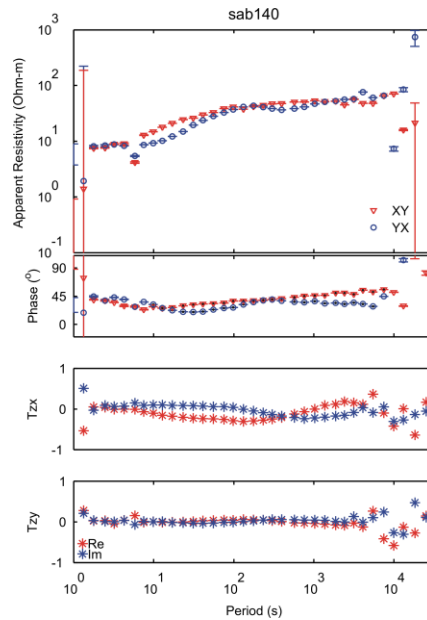 sab140
10^3
10^2
10^1
10^0
10^-1
Apparent Resistivity (Ohm-m)
XY
YX
90
45
0
Phase (°)
1
0
-1
Tzx
1
0
-1
Tzy
Re
Im
10^0 10^1 10^2 10^3 10^4
Period (s)